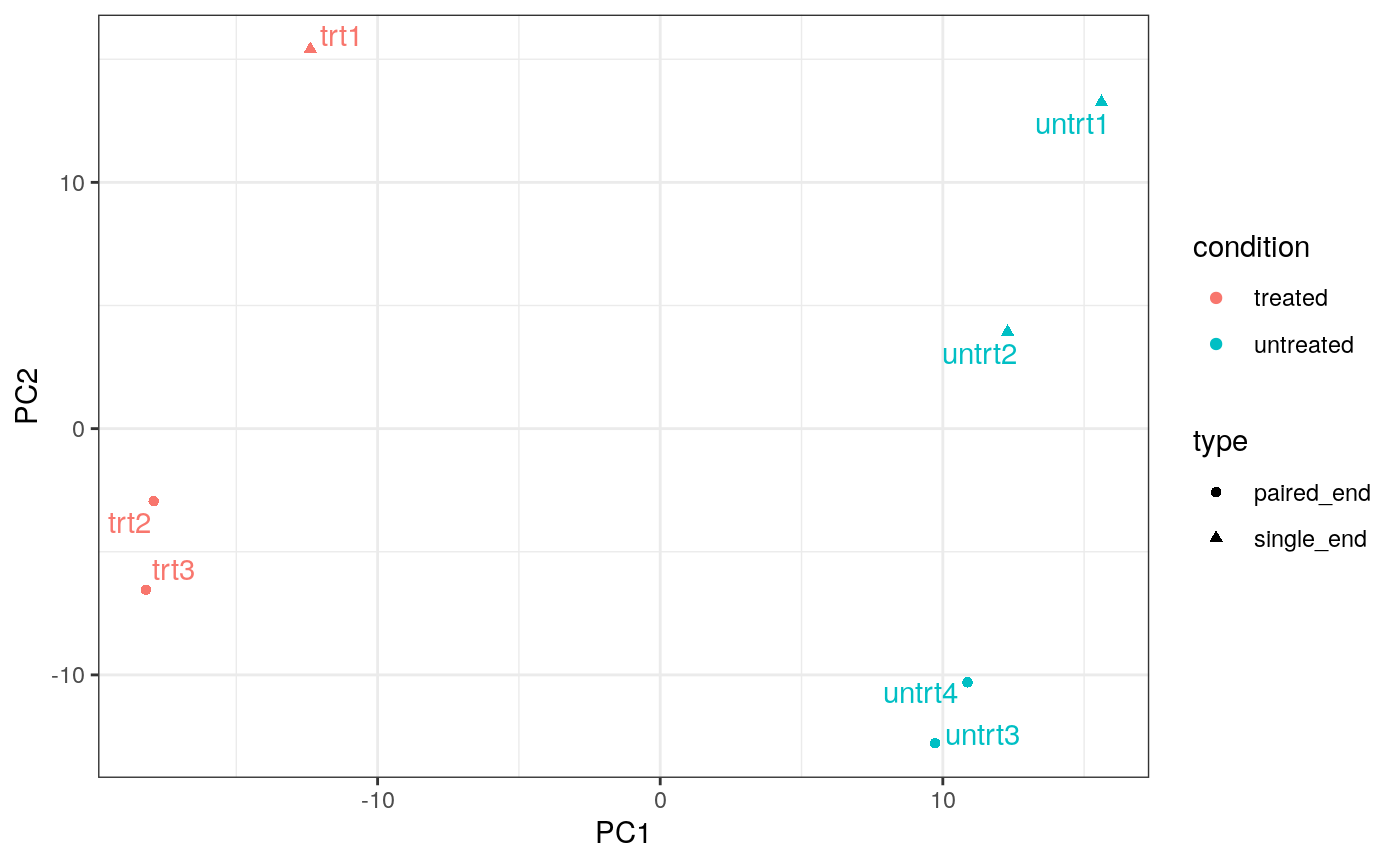 trt1
untrt1
10
untrt2
condition
treated
untreated
PC2
0
type
paired_end
single_end
trt2
trt3
-10
untrt4
untrt3
-10
0
10
PC1